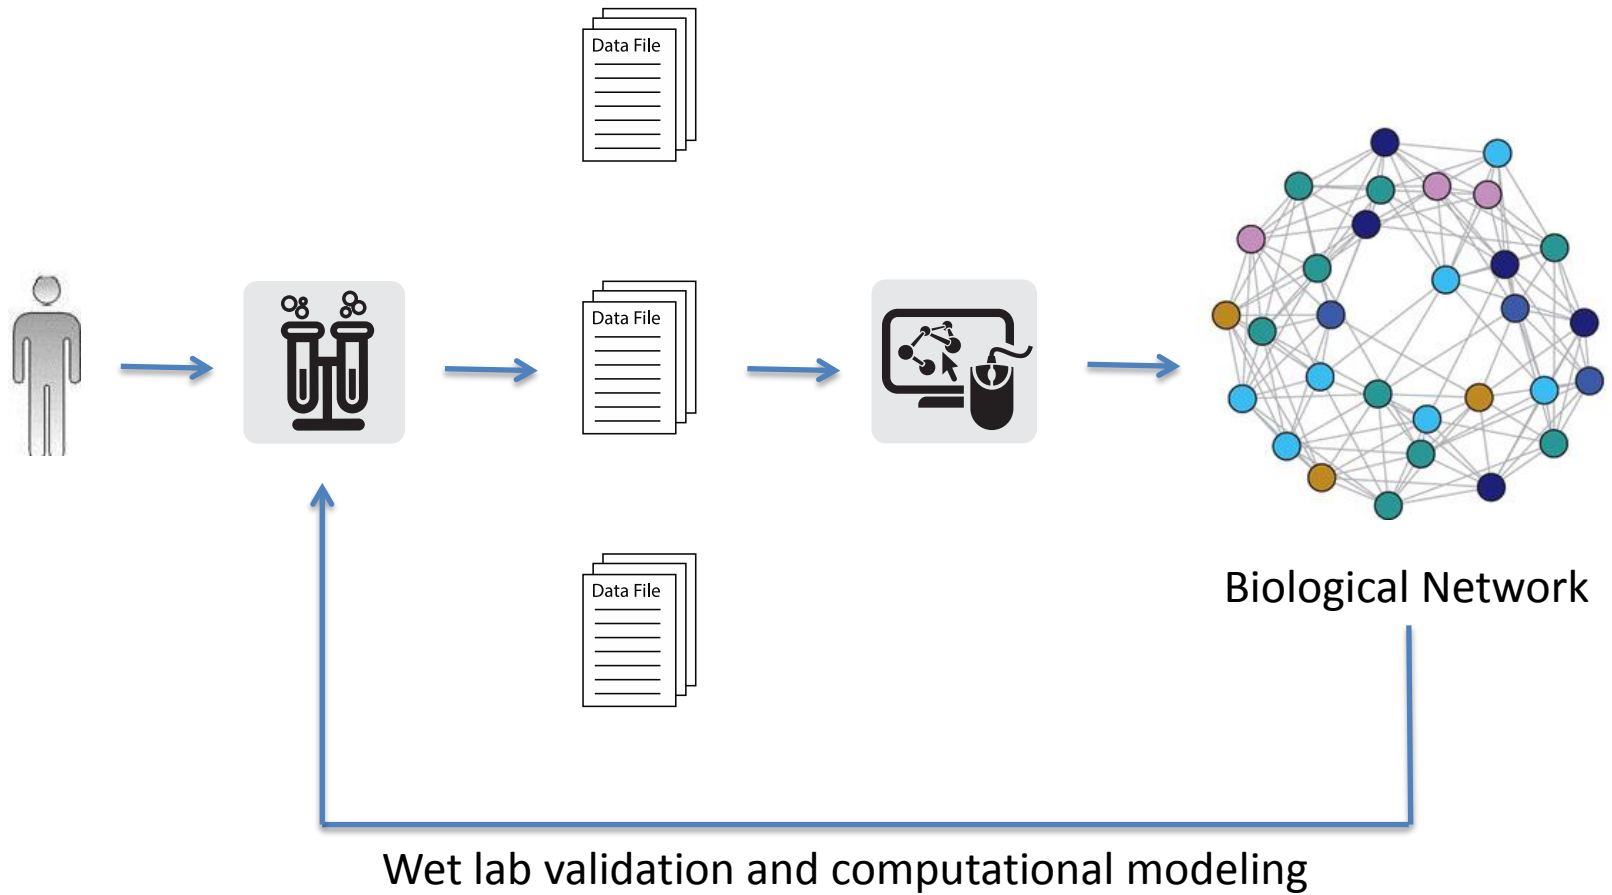 Data File
Data File
Data File
Biological Network
Wet lab validation and computational modeling